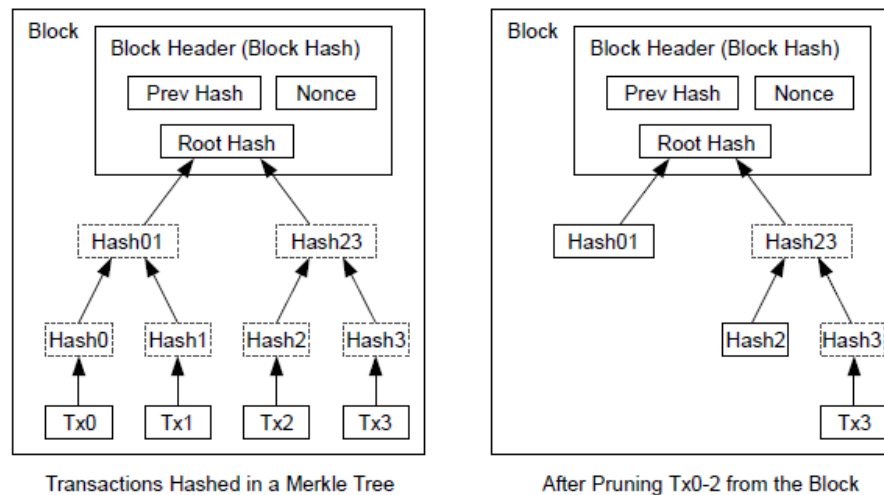 Block
Block Header (Block Hash)
Prev Hash
Nonce
Root Hash
Hash01
Hash23
Hash0
Hash1
Hash2
Hash3
Tx0
Tx1
Tx2
Tx3
Transactions Hashed in a Merkle Tree
Block
Block Header (Block Hash)
Prev Hash
Nonce
Root Hash
Hash01
Hash23
Hash2
Hash3
Tx3
After Pruning Tx0-2 from the Block